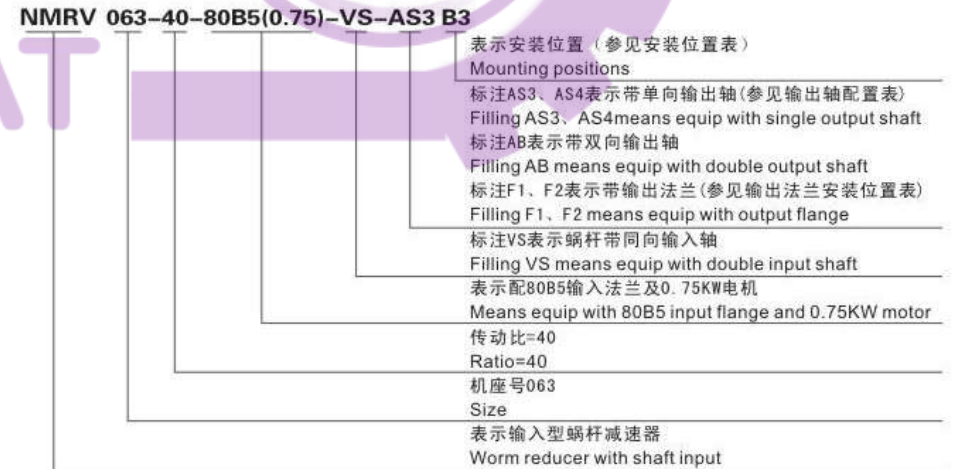 NMRV 063-40-80B5(0.75)-VS-AS3 B3
表示安装位置（参见安装位置表）
Mounting positions
标注AS3、AS4表示带单向输出轴(参见输出轴配置表)
Filling AS3、AS4means equip with single output shaft
标注AB表示带双向输出轴
Filling AB means equip with double output shaft
标注F1、F2表示带输出法兰(参见输出法兰安装位置表)
Filling F1、F2 means equip with output flange
标注VS表示蜗杆带同向输入轴
Filling VS means equip with double input shaft
表示配80B5输入法兰及0.75KW电机
Means equip with 80B5 input flange and 0.75KW motor
传动比=40
Ratio=40
机座号063
Size
表示输入型蜗杆减速器
Worm reducer with shaft input
AT